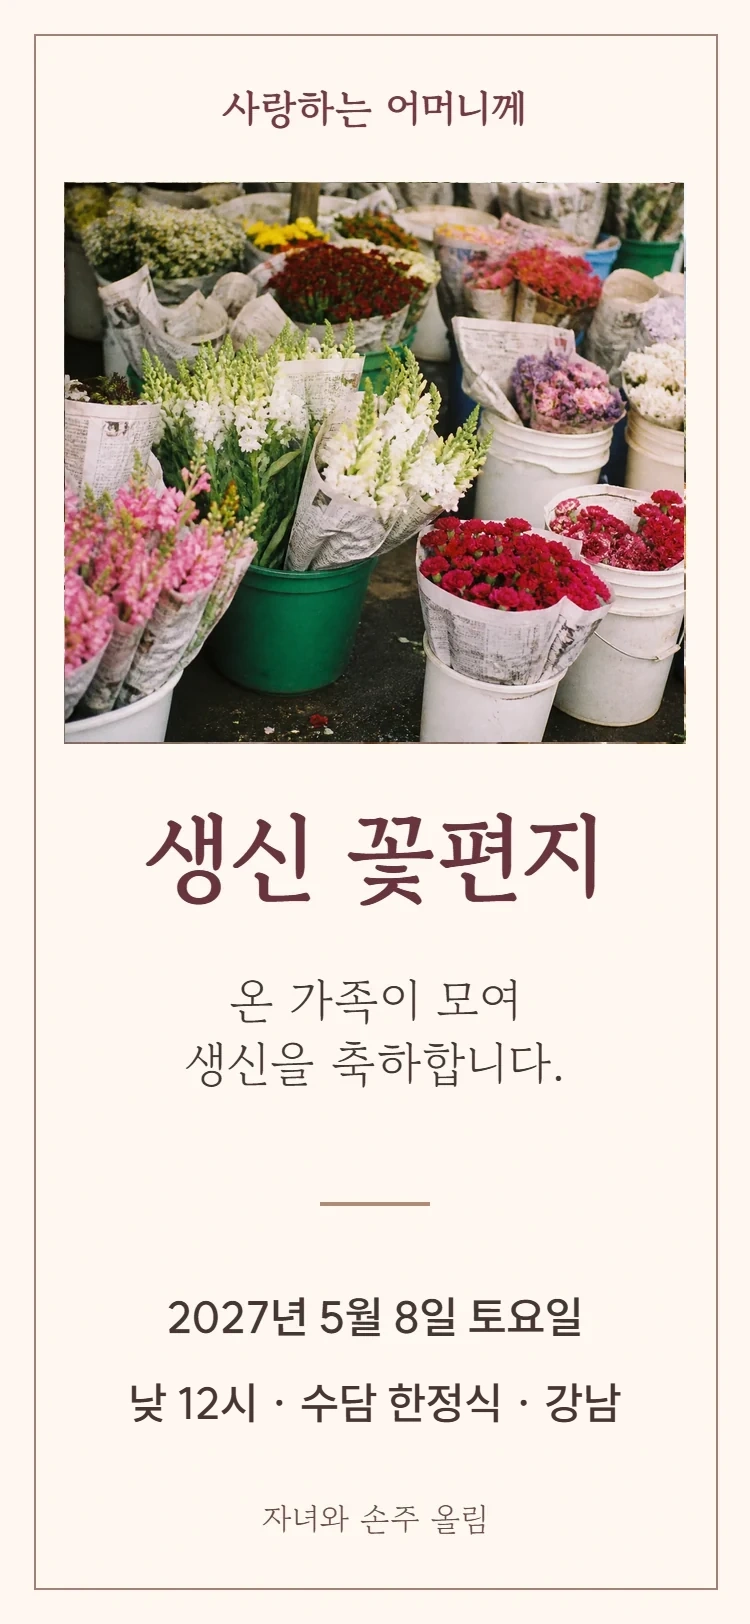 사랑하는 어머니께
생신 꽃편지
온 가족이 모여
생신을 축하합니다.
2027년 5월 8일 토요일
낮 12시 · 수담 한정식 · 강남
자녀와 손주 올림